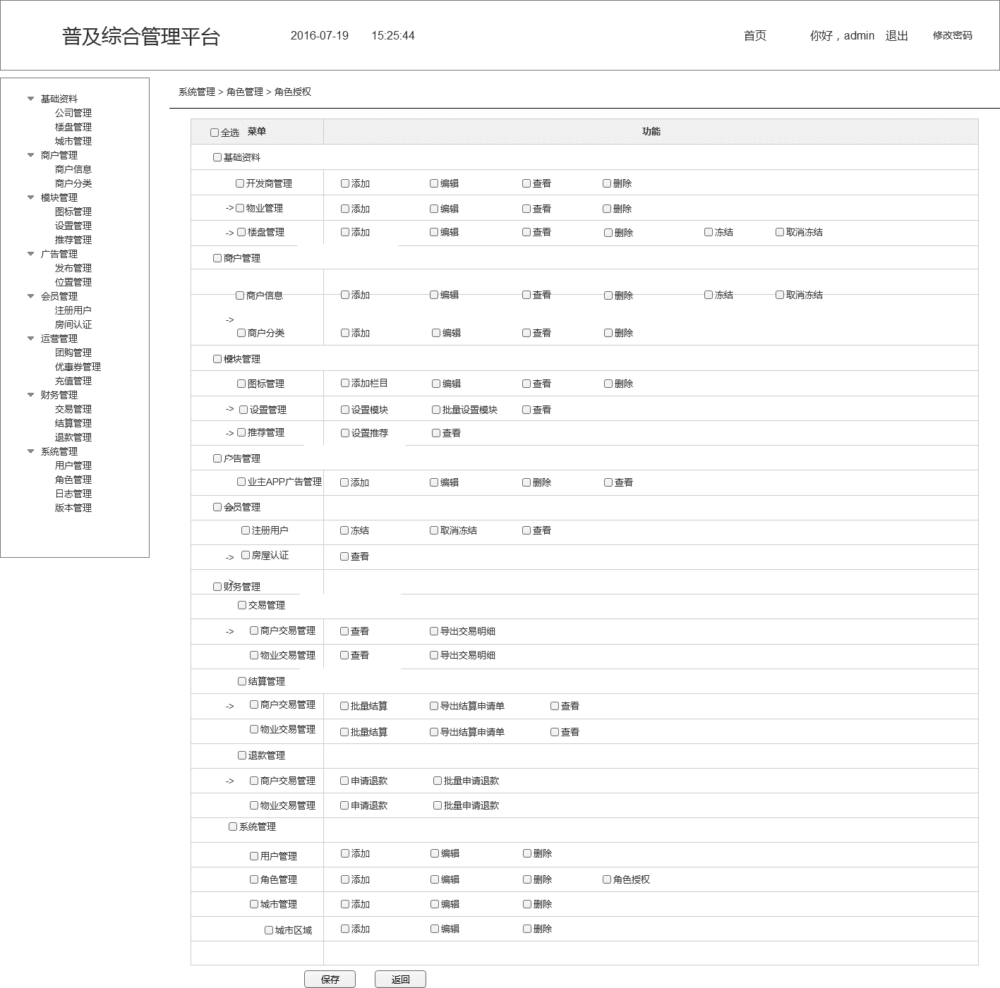 普及综合管理平台 2016-07-19 15:25:44 首页 你好，admin 退出 修改密码
基础资料
公司管理
楼盘管理
城市管理
商户管理
商户信息
商户分类
模块管理
图标管理
设置管理
推荐管理
广告管理
发布管理
位置管理
会员管理
注册用户
房间认证
运营管理
团购管理
优惠券管理
充值管理
财务管理
交易管理
结算管理
退款管理
系统管理
用户管理
角色管理
日志管理
版本管理
系统管理 > 角色管理 > 角色授权
全选 菜单 功能
基础资料
开发商管理 添加 编辑 查看 删除
-> 物业管理 添加 编辑 查看 删除
-> 楼盘管理 添加 编辑 查看 删除 冻结 取消冻结
商户管理
商户信息 添加 编辑 查看 删除 冻结 取消冻结
->
商户分类 添加 编辑 查看 删除
模块管理
图标管理 添加栏目 编辑 查看 删除
-> 设置管理 设置模块 批量设置模块 查看
-> 推荐管理 设置推荐 查看
广告管理
业主APP广告管理 添加 编辑 删除 查看
会员管理
注册用户 冻结 取消冻结 查看
-> 房屋认证 查看
->
财务管理
交易管理
-> 商户交易管理 查看 导出交易明细
物业交易管理 查看 导出交易明细
结算管理
-> 商户交易管理 批量结算 导出结算申请单 查看
物业交易管理 批量结算 导出结算申请单 查看
退款管理
-> 商户交易管理 申请退款 批量申请退款
物业交易管理 申请退款 批量申请退款
系统管理
用户管理 添加 编辑 删除
角色管理 添加 编辑 删除 角色授权
城市管理 添加 编辑 删除
城市区域 添加 编辑 删除
保存 返回